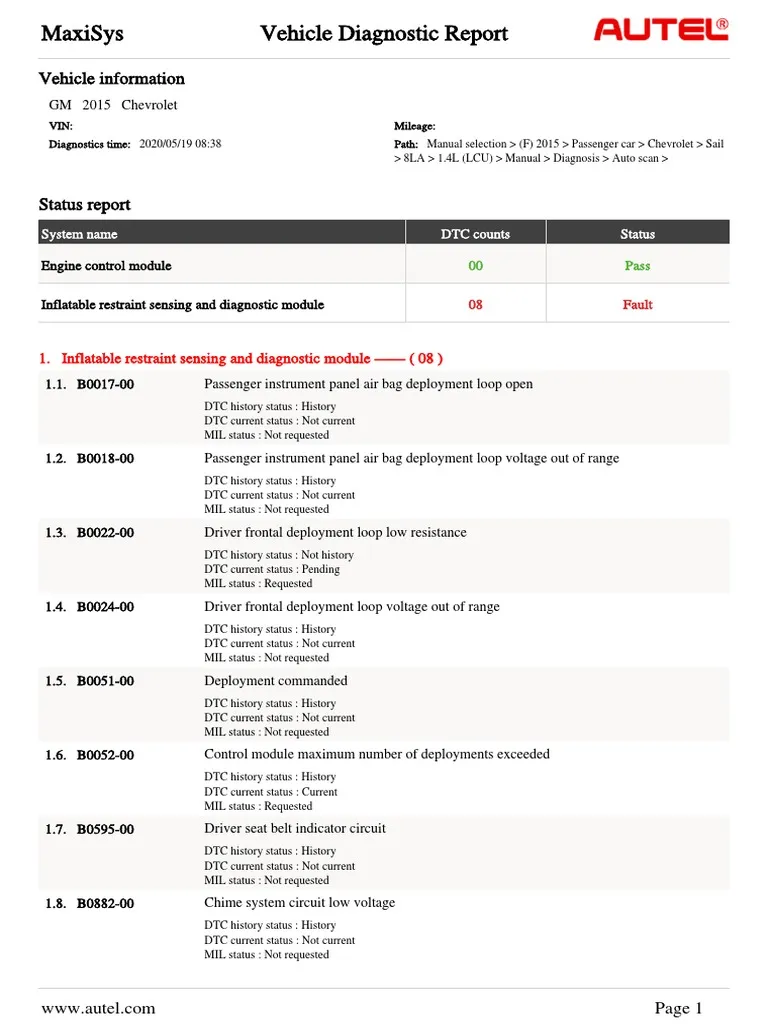 MaxiSys Vehicle Diagnostic Report AUTEL®
Vehicle information
GM 2015 Chevrolet
VIN: Mileage:
Diagnostics time: 2020/05/19 08:38 Path: Manual selection > (F) 2015 > Passenger car > Chevrolet > Sail
> 8LA > 1.4L (LCU) > Manual > Diagnosis > Auto scan >
Status report
System name DTC counts Status
Engine control module 00 Pass
Inflatable restraint sensing and diagnostic module 08 Fault
1. Inflatable restraint sensing and diagnostic module —— ( 08 )
1.1. B0017-00 Passenger instrument panel air bag deployment loop open
DTC history status : History
DTC current status : Not current
MIL status : Not requested
1.2. B0018-00 Passenger instrument panel air bag deployment loop voltage out of range
DTC history status : History
DTC current status : Not current
MIL status : Not requested
1.3. B0022-00 Driver frontal deployment loop low resistance
DTC history status : Not history
DTC current status : Pending
MIL status : Requested
1.4. B0024-00 Driver frontal deployment loop voltage out of range
DTC history status : History
DTC current status : Not current
MIL status : Not requested
1.5. B0051-00 Deployment commanded
DTC history status : History
DTC current status : Not current
MIL status : Not requested
1.6. B0052-00 Control module maximum number of deployments exceeded
DTC history status : History
DTC current status : Current
MIL status : Requested
1.7. B0595-00 Driver seat belt indicator circuit
DTC history status : History
DTC current status : Not current
MIL status : Not requested
1.8. B0882-00 Chime system circuit low voltage
DTC history status : History
DTC current status : Not current
MIL status : Not requested
www.autel.com Page 1